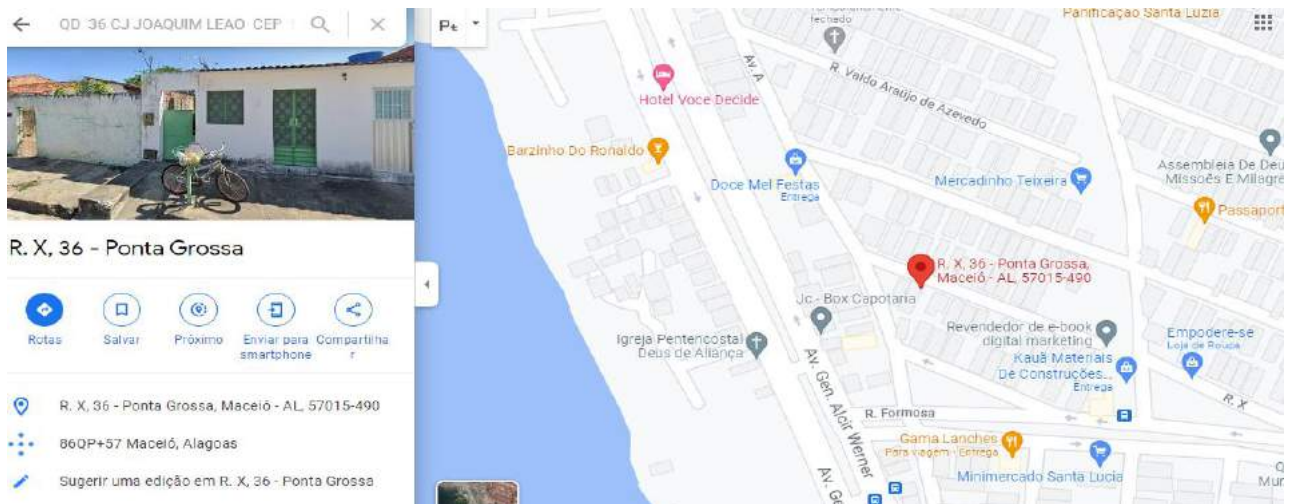 QD 36 CJ JOAQUIM LEAO CEP
R. X, 36 - Ponta Grossa
Rotas
Salvar
Próximo
Enviar para
smartphone
Compartilha
r
R. X, 36 - Ponta Grossa, Maceió - AL, 57015-490
86QP+57 Maceió, Alagoas
Sugerir uma edição em R. X, 36 - Ponta Grossa
Pt
fechado
Panificação Santa Luzia
Av. A
R. Valdo Araújo de Azevedo
Hotel Voce Decide
Barzinho Do Ronaldo
Doce Mel Festas
Entrega
Mercadinho Teixeira
Assembleia De Deu
Missões E Milagre
Passaport
R. X, 36 - Ponta Grossa,
Maceió - AL, 57015-490
Jc - Box Capotaria
Igreja Pentencostal
Deus de Aliança
Revendedor de e-book
digital marketing
Empodere-se
Loja de Roupa
Kauã Materiais
De Construções...
Entrega
Av. Gen. Alcir Werner
R. X
R. Formosa
Gama Lanches
Para viagem - Entrega
Minimercado Santa Lucia
Av. G
Mur